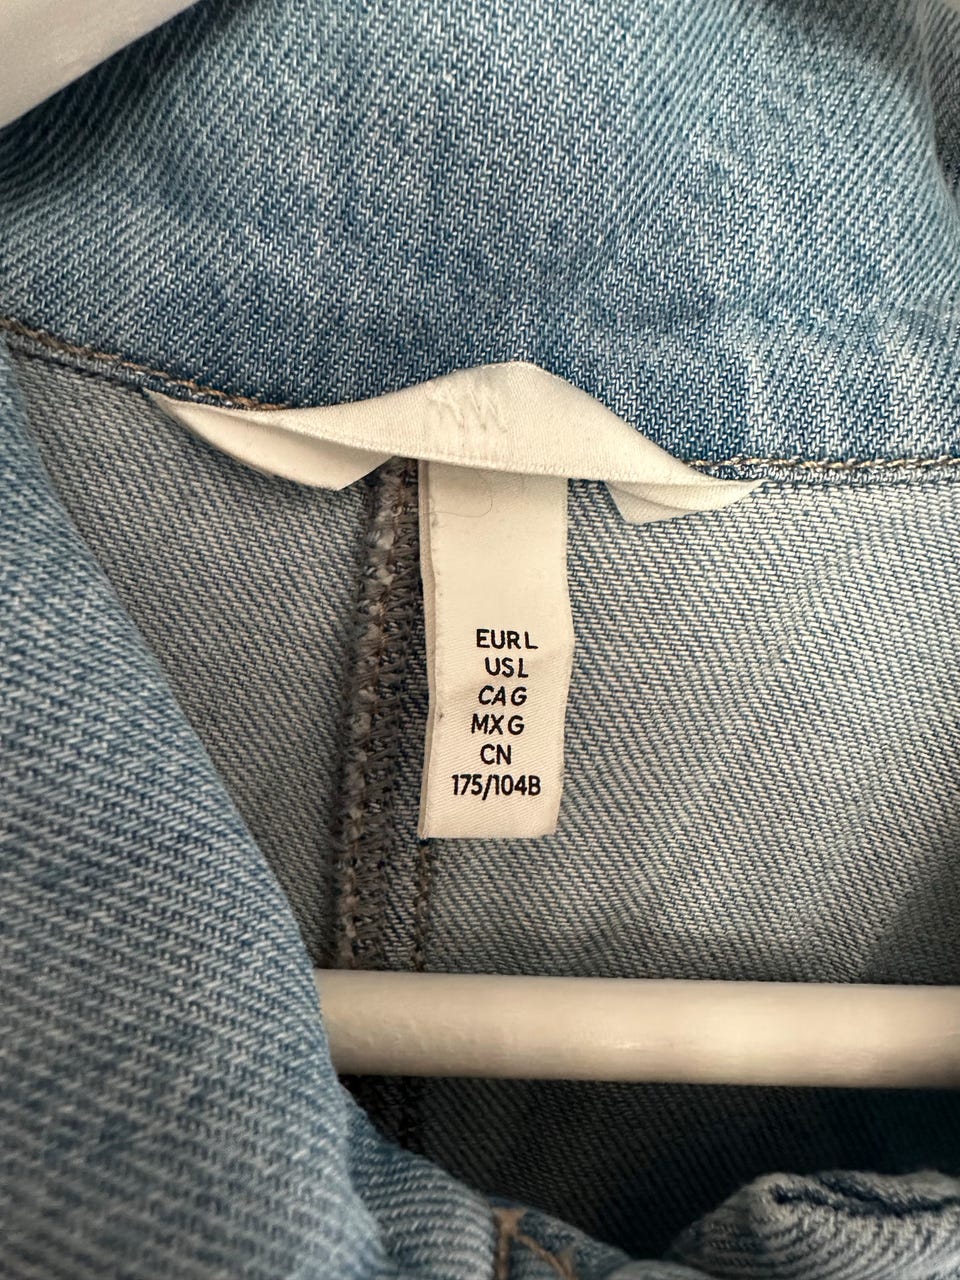 EUR L
US L
CA G
MX G
CN
175/104B